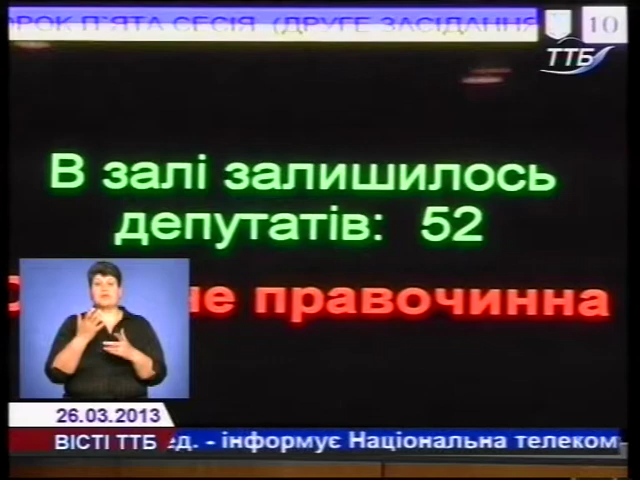 П`ЯТА СЕСІЯ (ДРУГЕ ЗАСІДАННЯ
10
ТТБ
В залі залишилось
депутатів: 52
не правочинна
26.03.2013
ВІСТІ ТТБ
ед. - інформує Національна телеком